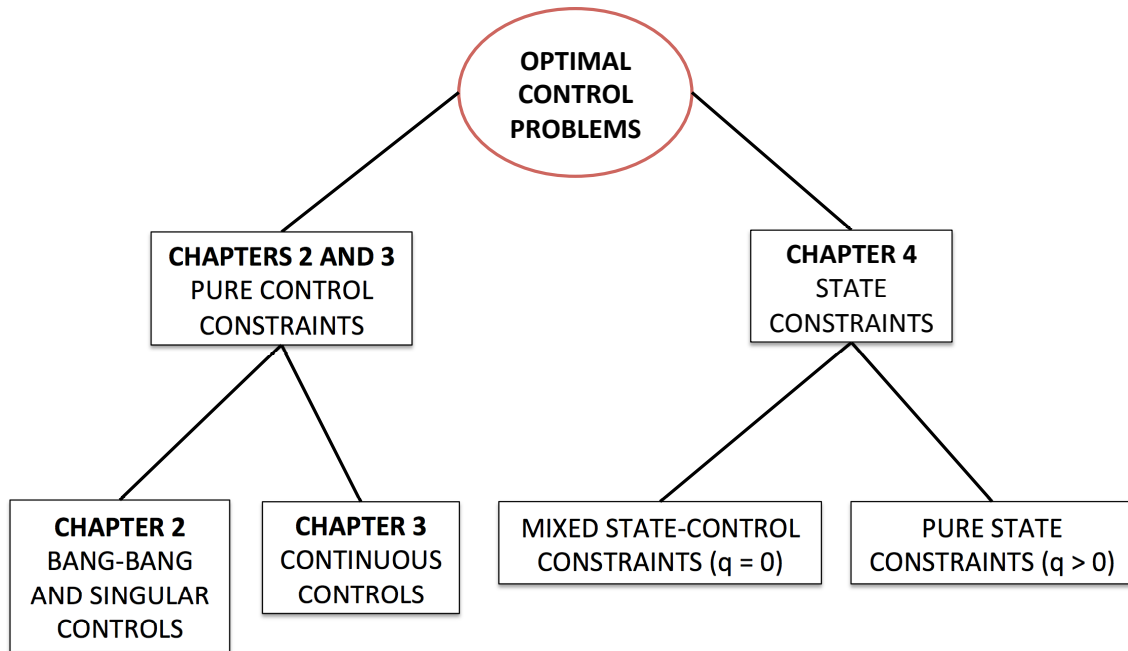 OPTIMAL
CONTROL
PROBLEMS
CHAPTERS 2 AND 3
PURE CONTROL
CONSTRAINTS
CHAPTER 4
STATE
CONSTRAINTS
CHAPTER 2
BANG-BANG
AND SINGULAR
CONTROLS
CHAPTER 3
CONTINUOUS
CONTROLS
MIXED STATE-CONTROL
CONSTRAINTS (q = 0)
PURE STATE
CONSTRAINTS (q > 0)